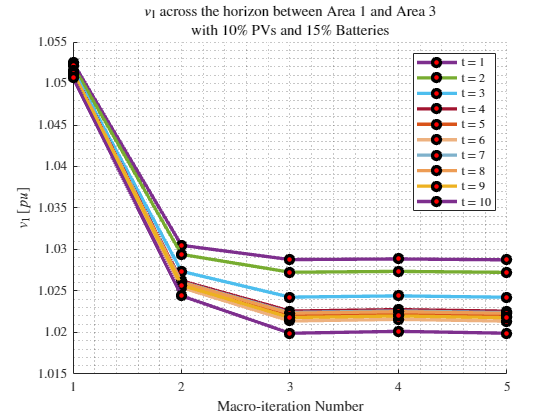 v₁ across the horizon between Area 1 and Area 3
with 10% PVs and 15% Batteries
1.055
1.05
1.045
1.04
1.035
1.03
1.025
1.02
1.015
v₁ [pu]
t = 1
t = 2
t = 3
t = 4
t = 5
t = 6
t = 7
t = 8
t = 9
t = 10
1 2 3 4 5
Macro-iteration Number